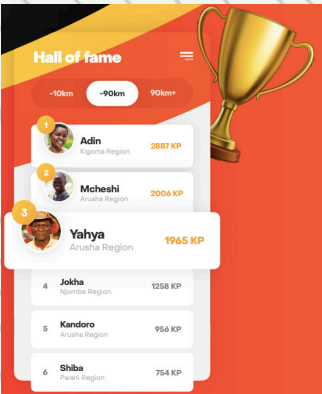 Hall of fame
~10km ~90km 90km+
1
Adin 2887 KP
Kigoma Region
2
Mcheshi 2006 KP
Arusha Region
3
Yahya 1965 KP
Arusha Region
4 Jokha 1258 KP
Njombe Region
5 Kandoro 956 KP
Arusha Region
6 Shiba 754 KP
Pwani Region